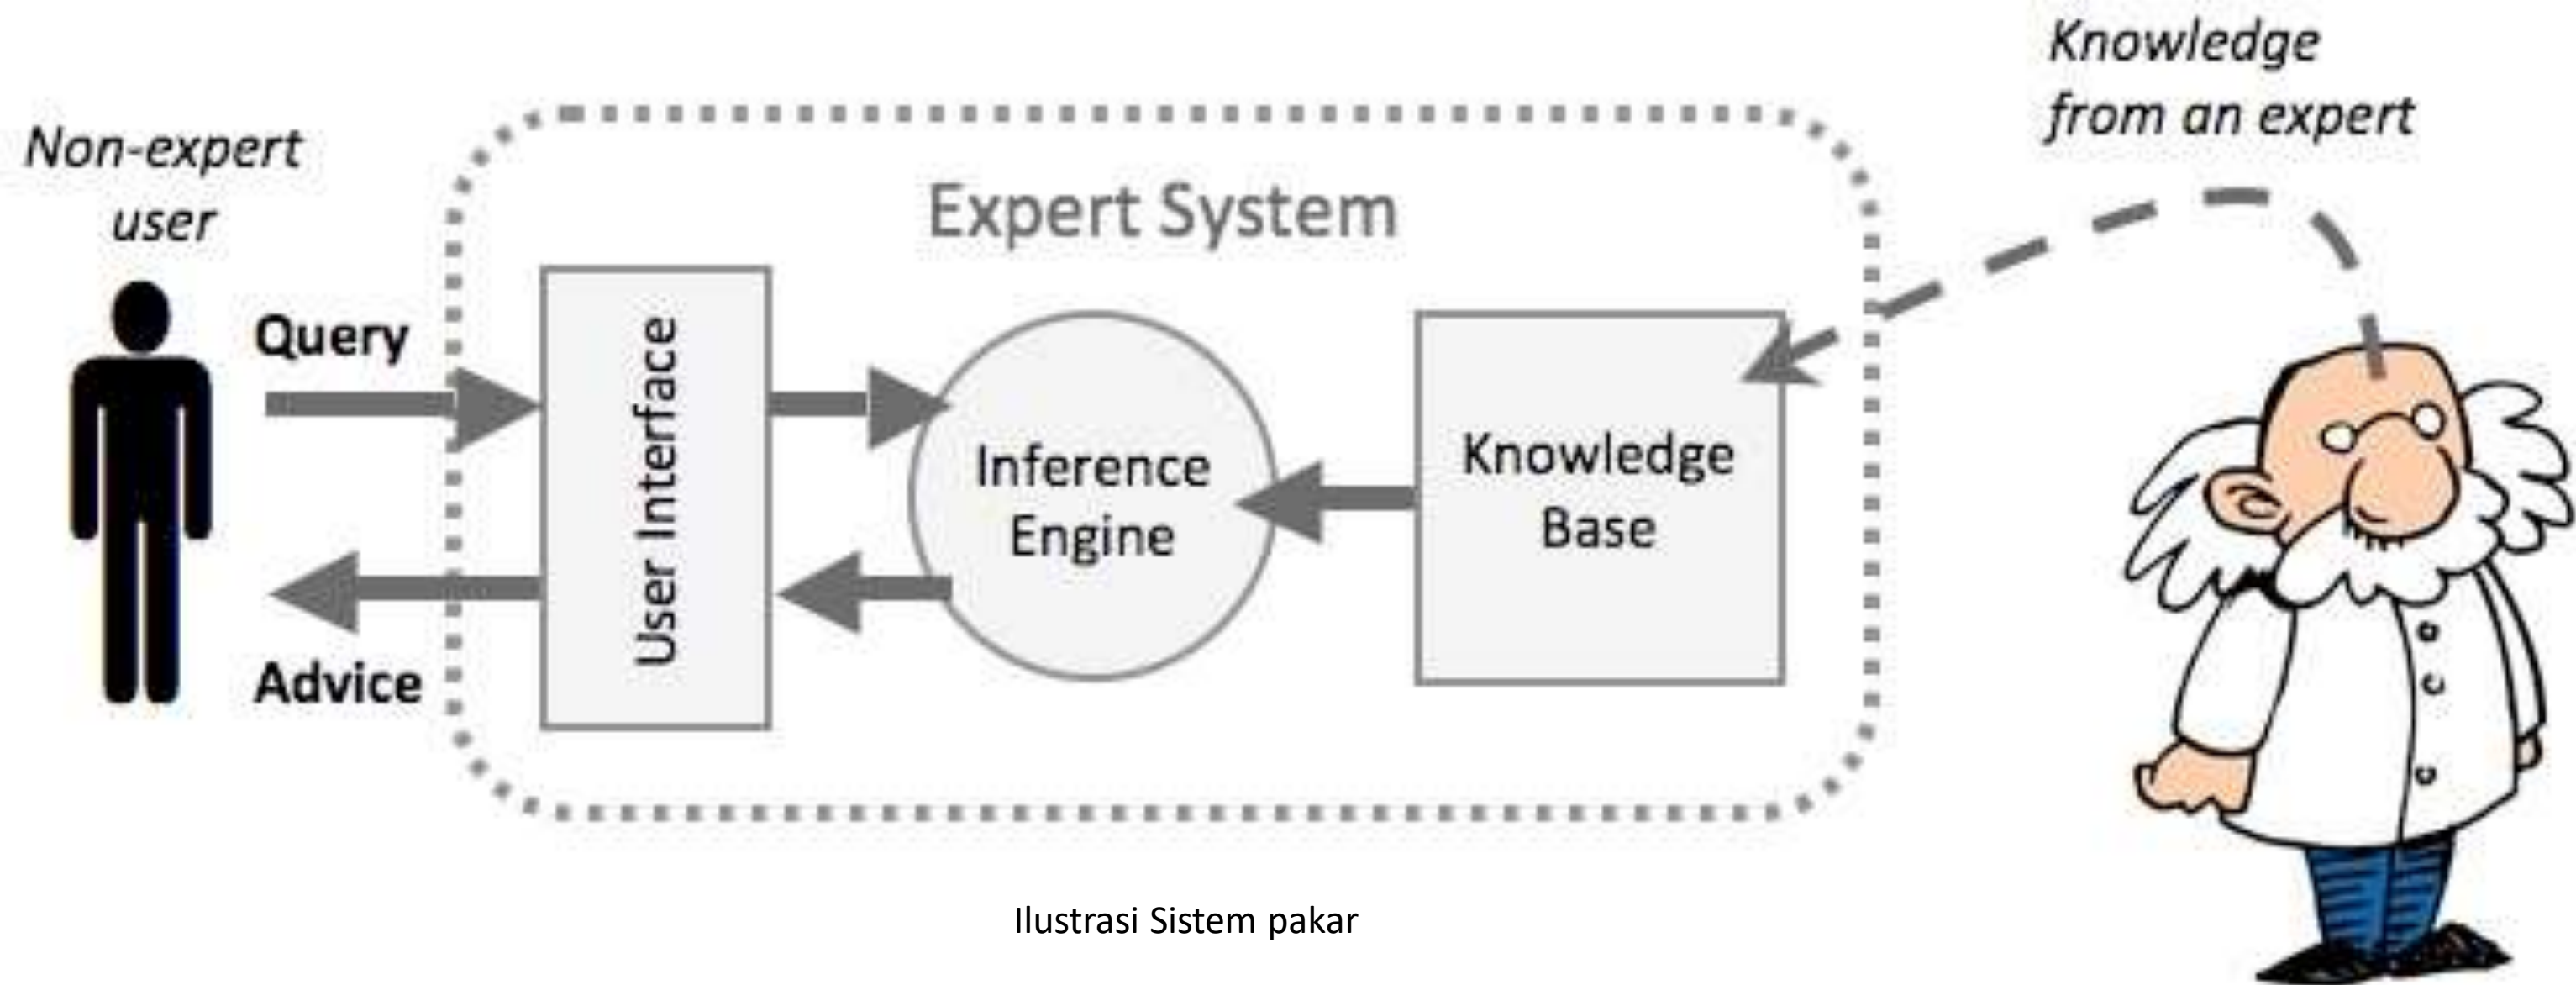 Knowledge
from an expert
Non-expert
user
Expert System
Query
User Interface
Inference
Engine
Knowledge
Base
Advice
Ilustrasi Sistem pakar